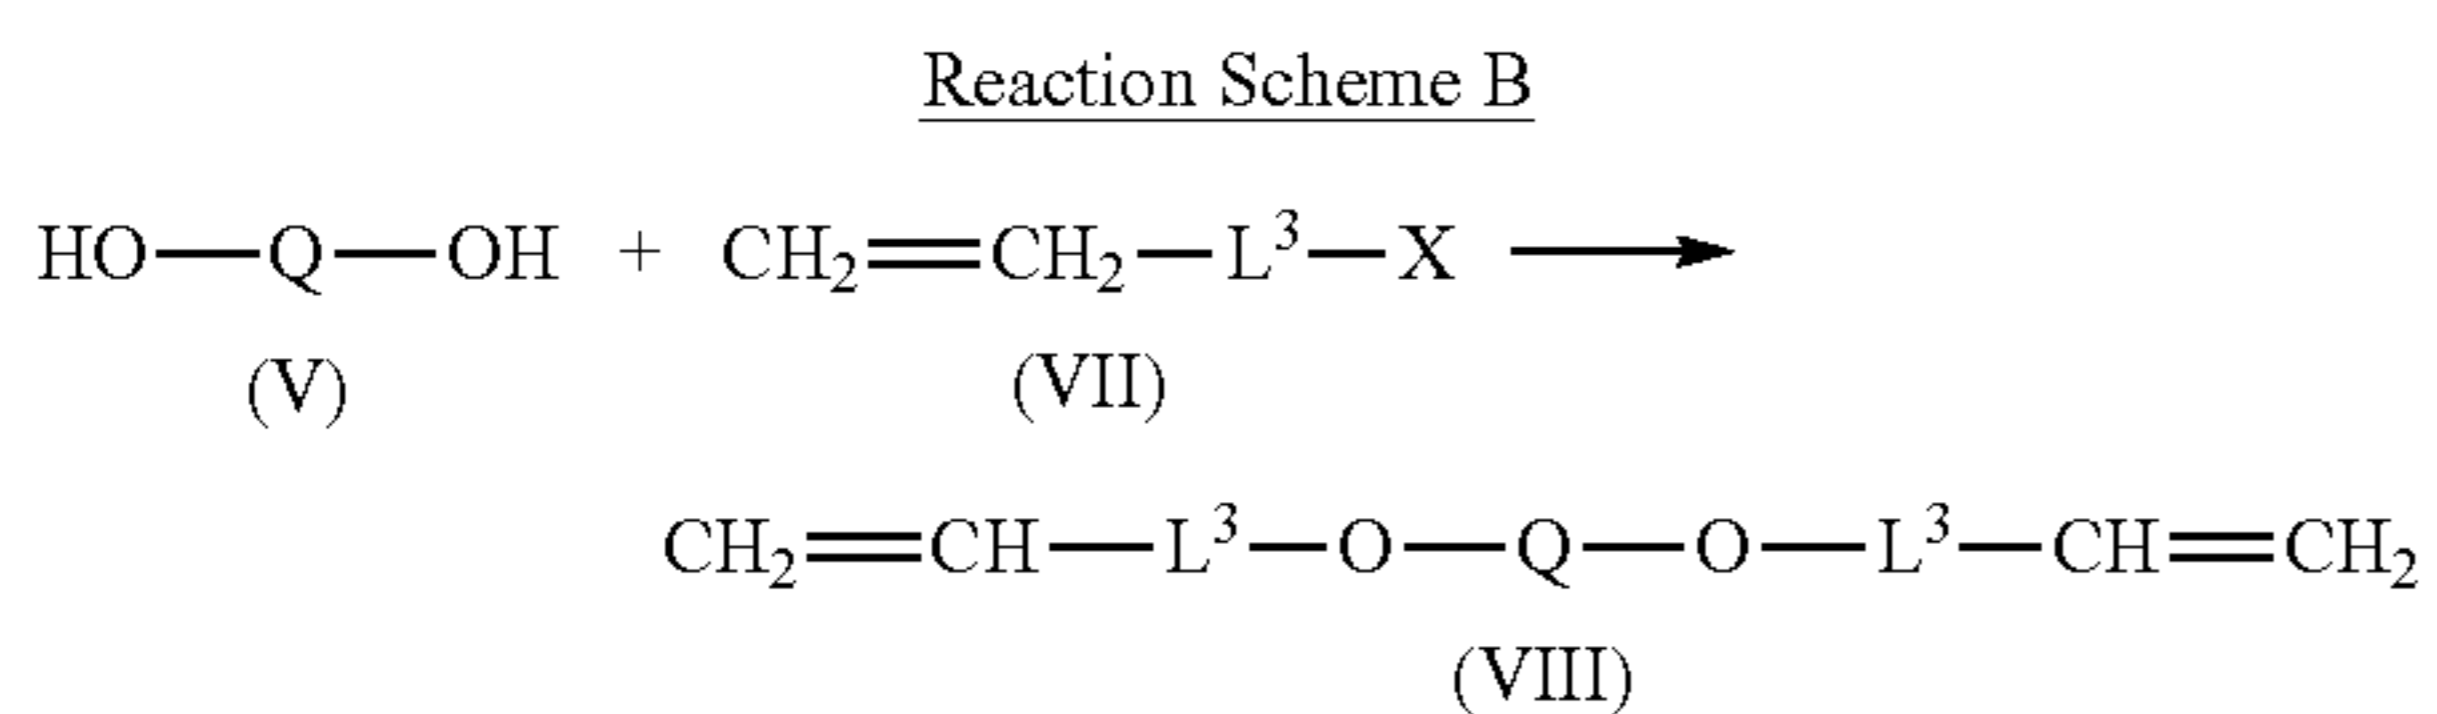 Reaction Scheme B
HO—Q—OH + CH₂=CH₂—L³—X ⟶
(V) (VII)
CH₂=CH—L³—O—Q—O—L³—CH=CH₂
(VIII)